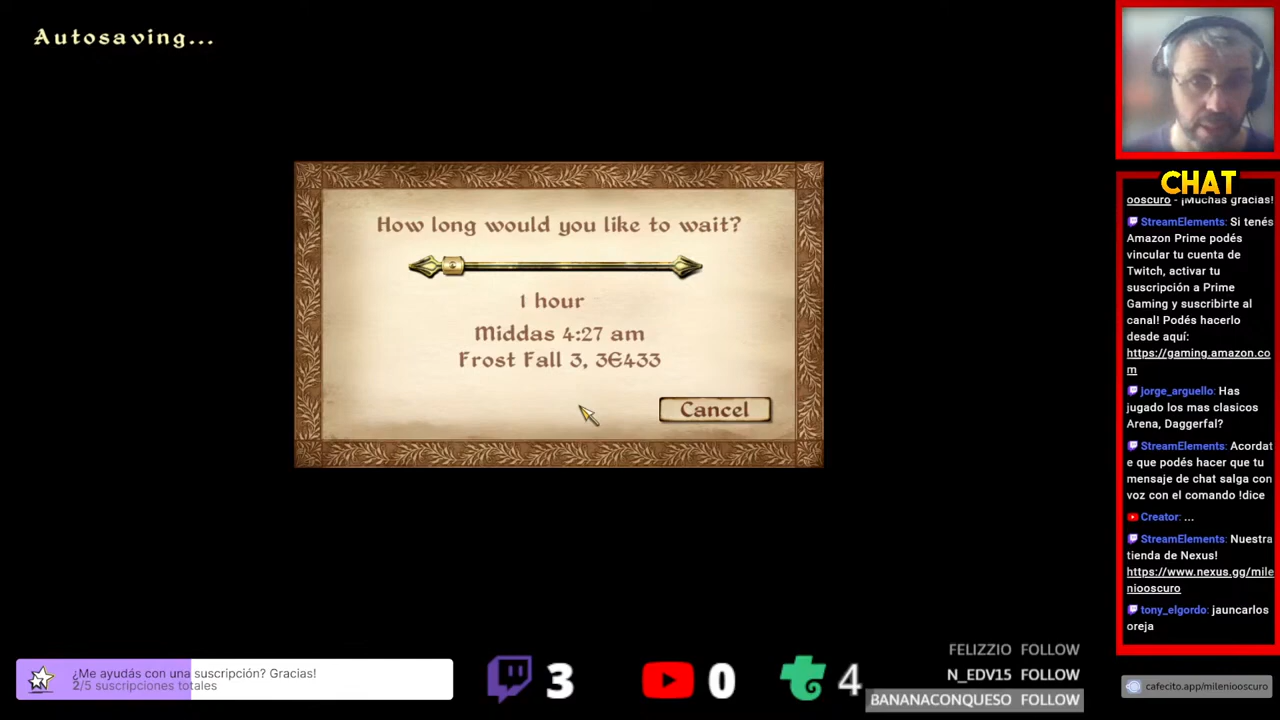 Autosaving...
How long would you like to wait?
1 hour
Middas 4:27 am
Frost Fall 3, 3E433
Cancel
CHAT
ooscuro - ¡Muchas gracias!
StreamElements: Si tenés
Amazon Prime podés
vincular tu cuenta de
Twitch, activar tu
suscripción a Prime
Gaming y suscribirte al
canal! Podés hacerlo
desde aquí:
https://gaming.amazon.co
m
jorge_arguello: Has
jugado los mas clasicos
Arena, Daggerfal?
StreamElements: Acordat
e que podés hacer que tu
mensaje de chat salga con
voz con el comando !dice
Creator: ...
StreamElements: Nuestra
tienda de Nexus!
https://www.nexus.gg/mile
niooscuro
tony_elgordo: jauncarlos
oreja
¿Me ayudás con una suscripción? Gracias!
2/5 suscripciones totales
3
0
4
FELIZZIO FOLLOW
N_EDV15 FOLLOW
BANANACONQUESO FOLLOW
cafecito.app/mileniooscuro